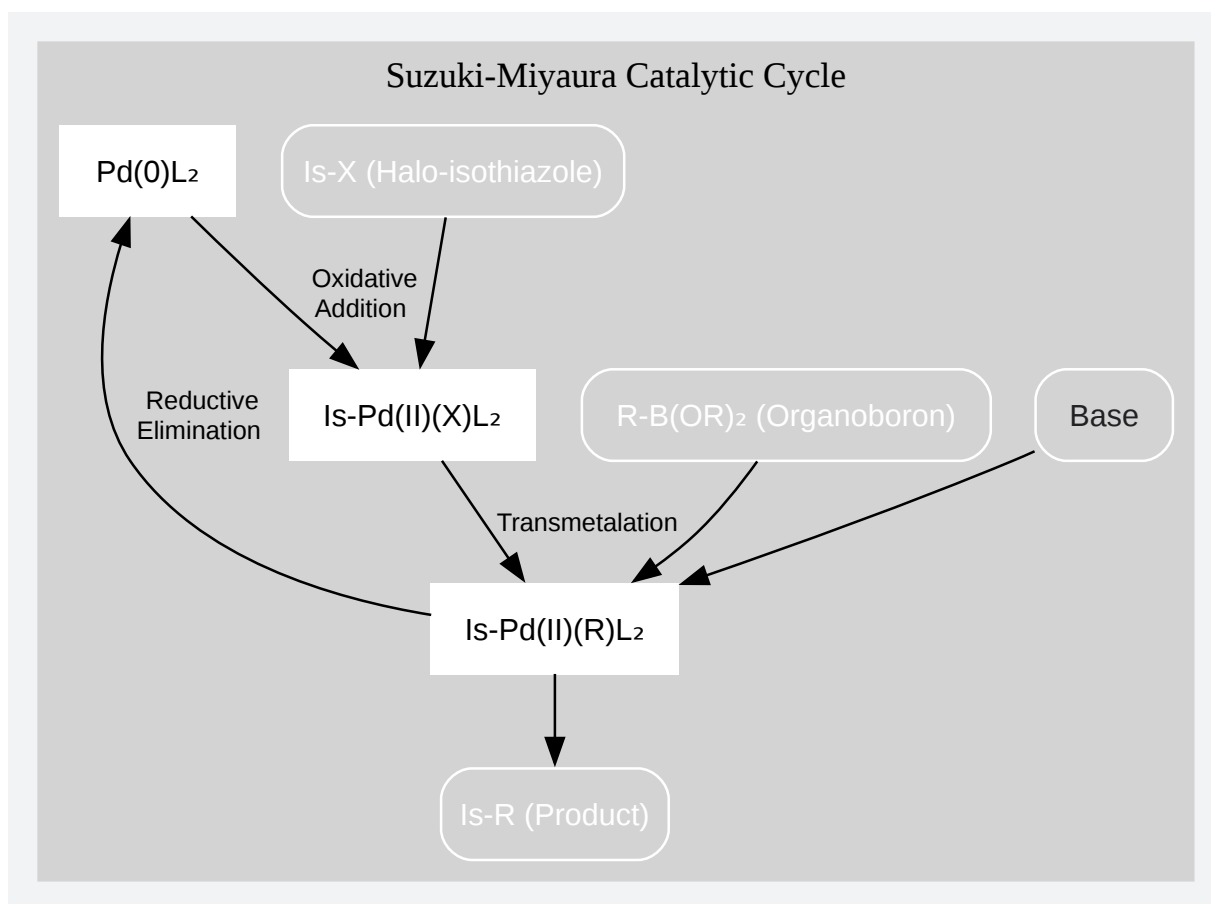 Suzuki-Miyaura Catalytic Cycle
Pd(0)L₂
Is-X (Halo-isothiazole)
Oxidative
Addition
Reductive
Elimination
Is-Pd(II)(X)L₂
R-B(OR)₂ (Organoboron)
Base
Transmetalation
Is-Pd(II)(R)L₂
Is-R (Product)